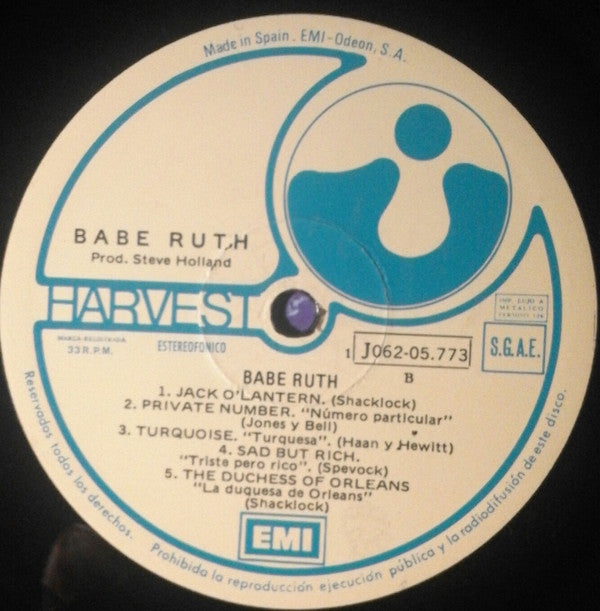 Made in Spain. EMI-Odeon, S.A.
BABE RUTH
Prod. Steve Holland
HARVEST
MARCA REGISTRADA
33 R.P.M.
ESTEREOFONICO
1 J062-05.773
B
S.G.A.E.
BABE RUTH
1. JACK O'LANTERN. (Shacklock)
2. PRIVATE NUMBER. "Número particular"
(Jones y Bell)
3. TURQUOISE. "Turquesa". (Haan y Hewitt)
4. SAD BUT RICH.
"Triste pero rico". (Spevock)
5. THE DUCHESS OF ORLEANS
"La duquesa de Orleans"
(Shacklock)
EMI
Reservados todos los derechos. Prohibida la reproducción ejecución pública y la radiodifusión de este disco.